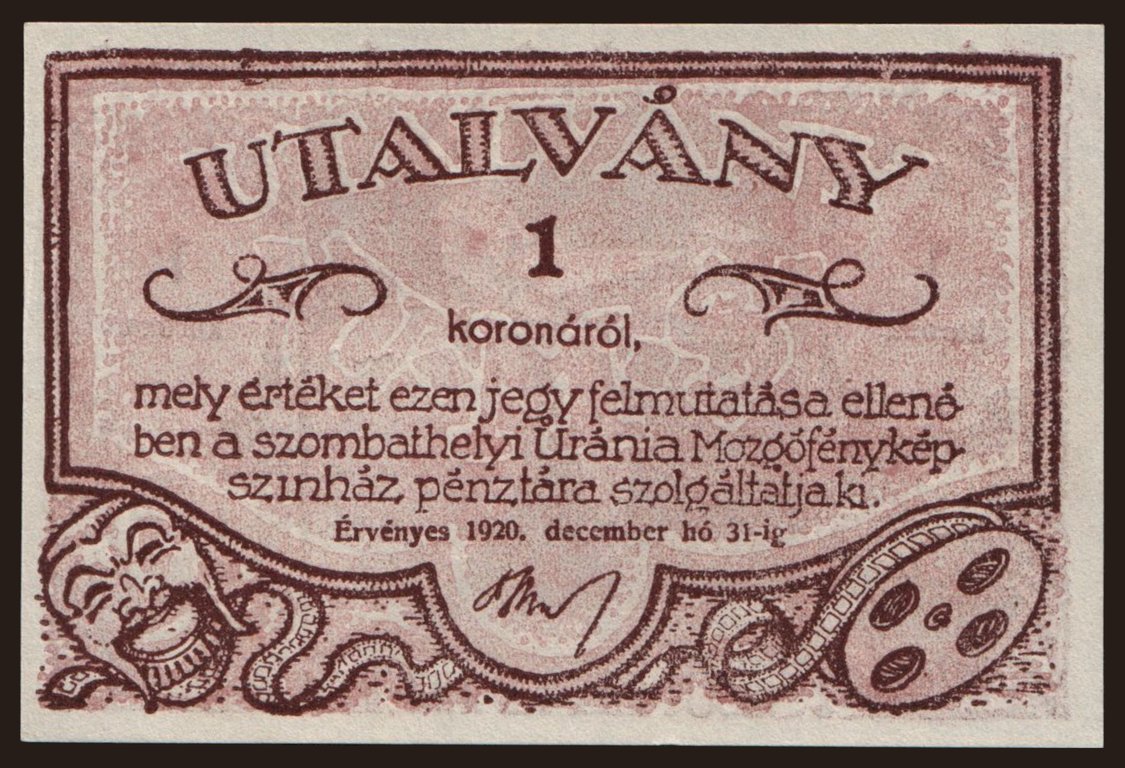 UTALVÁNY
1
koronáról,
mely értéket ezen jegy felmutatása ellené-
ben a szombathelyi Uránia Mozgófénykép-
szinház pénztára szolgáltatja ki.
Érvényes 1920. december hó 31-ig
G